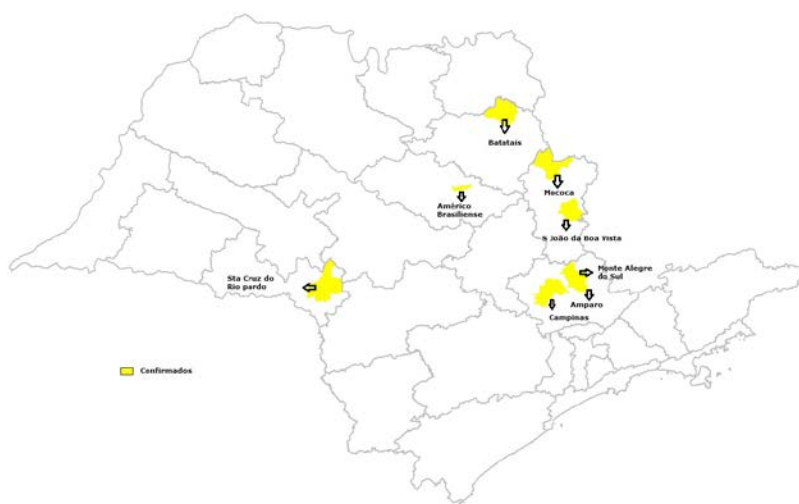 Batatais
Mococa
Américo
Brasiliense
S João da Boa Vista
Sta Cruz do
Rio pardo
Monte Alegre
do Sul
Amparo
Campinas
Confirmados